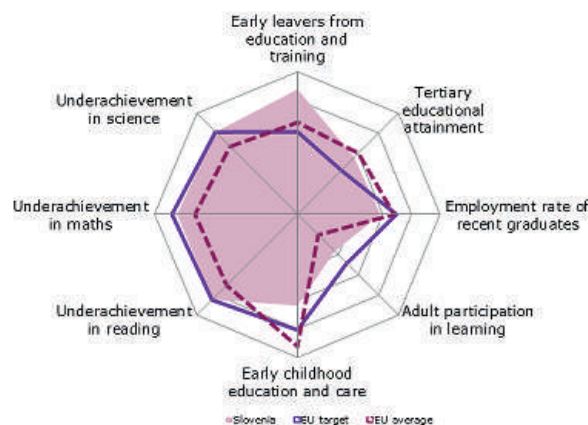 Early leavers from
education and
training
Underachievement
in science
Tertiary
educational
attainment
Underachievement
in maths
Employment rate of
recent graduates
Underachievement
in reading
Adult participation
in learning
Early childhood
education and care
Slovenia EU target EU average